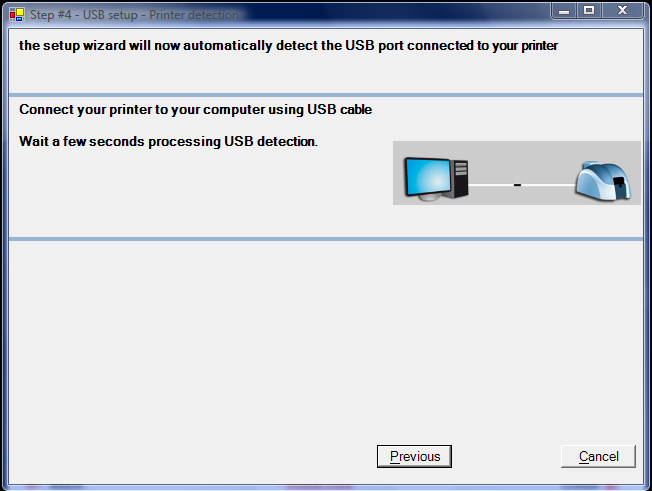 Step #4 - USB setup - Printer detection
the setup wizard will now automatically detect the USB port connected to your printer
Connect your printer to your computer using USB cable
Wait a few seconds processing USB detection.
Previous
Cancel